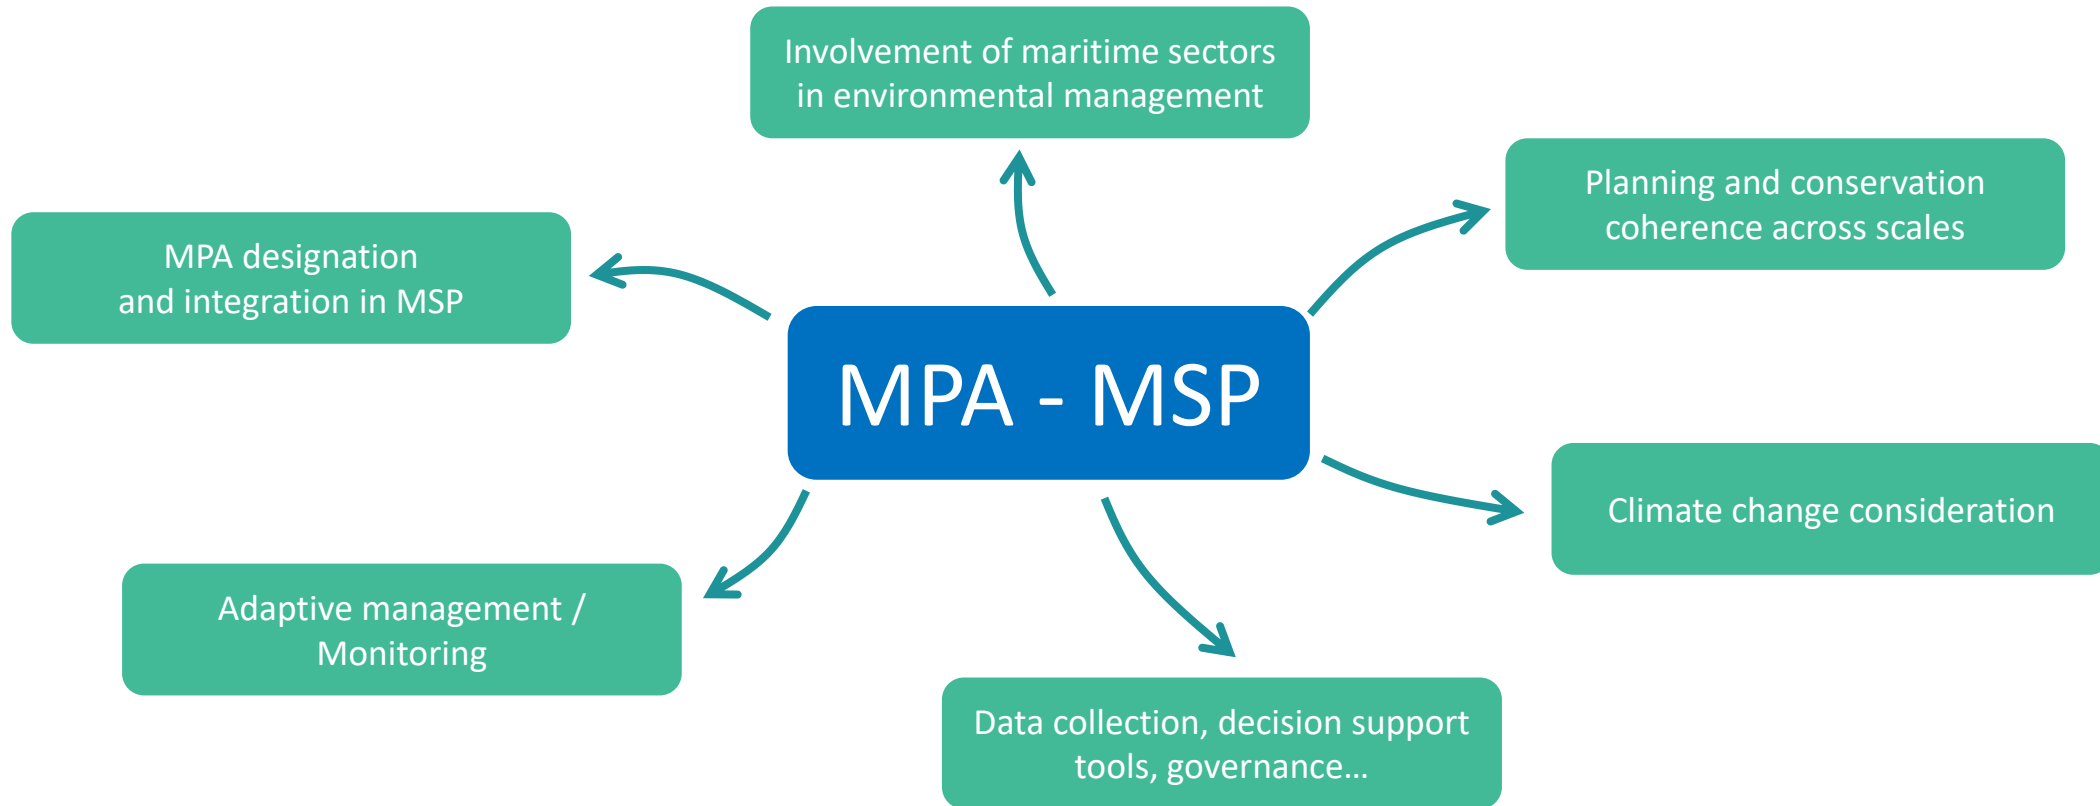 Involvement of maritime sectors
in environmental management
Planning and conservation
coherence across scales
MPA designation
and integration in MSP
MPA - MSP
Climate change consideration
Adaptive management /
Monitoring
Data collection, decision support
tools, governance…